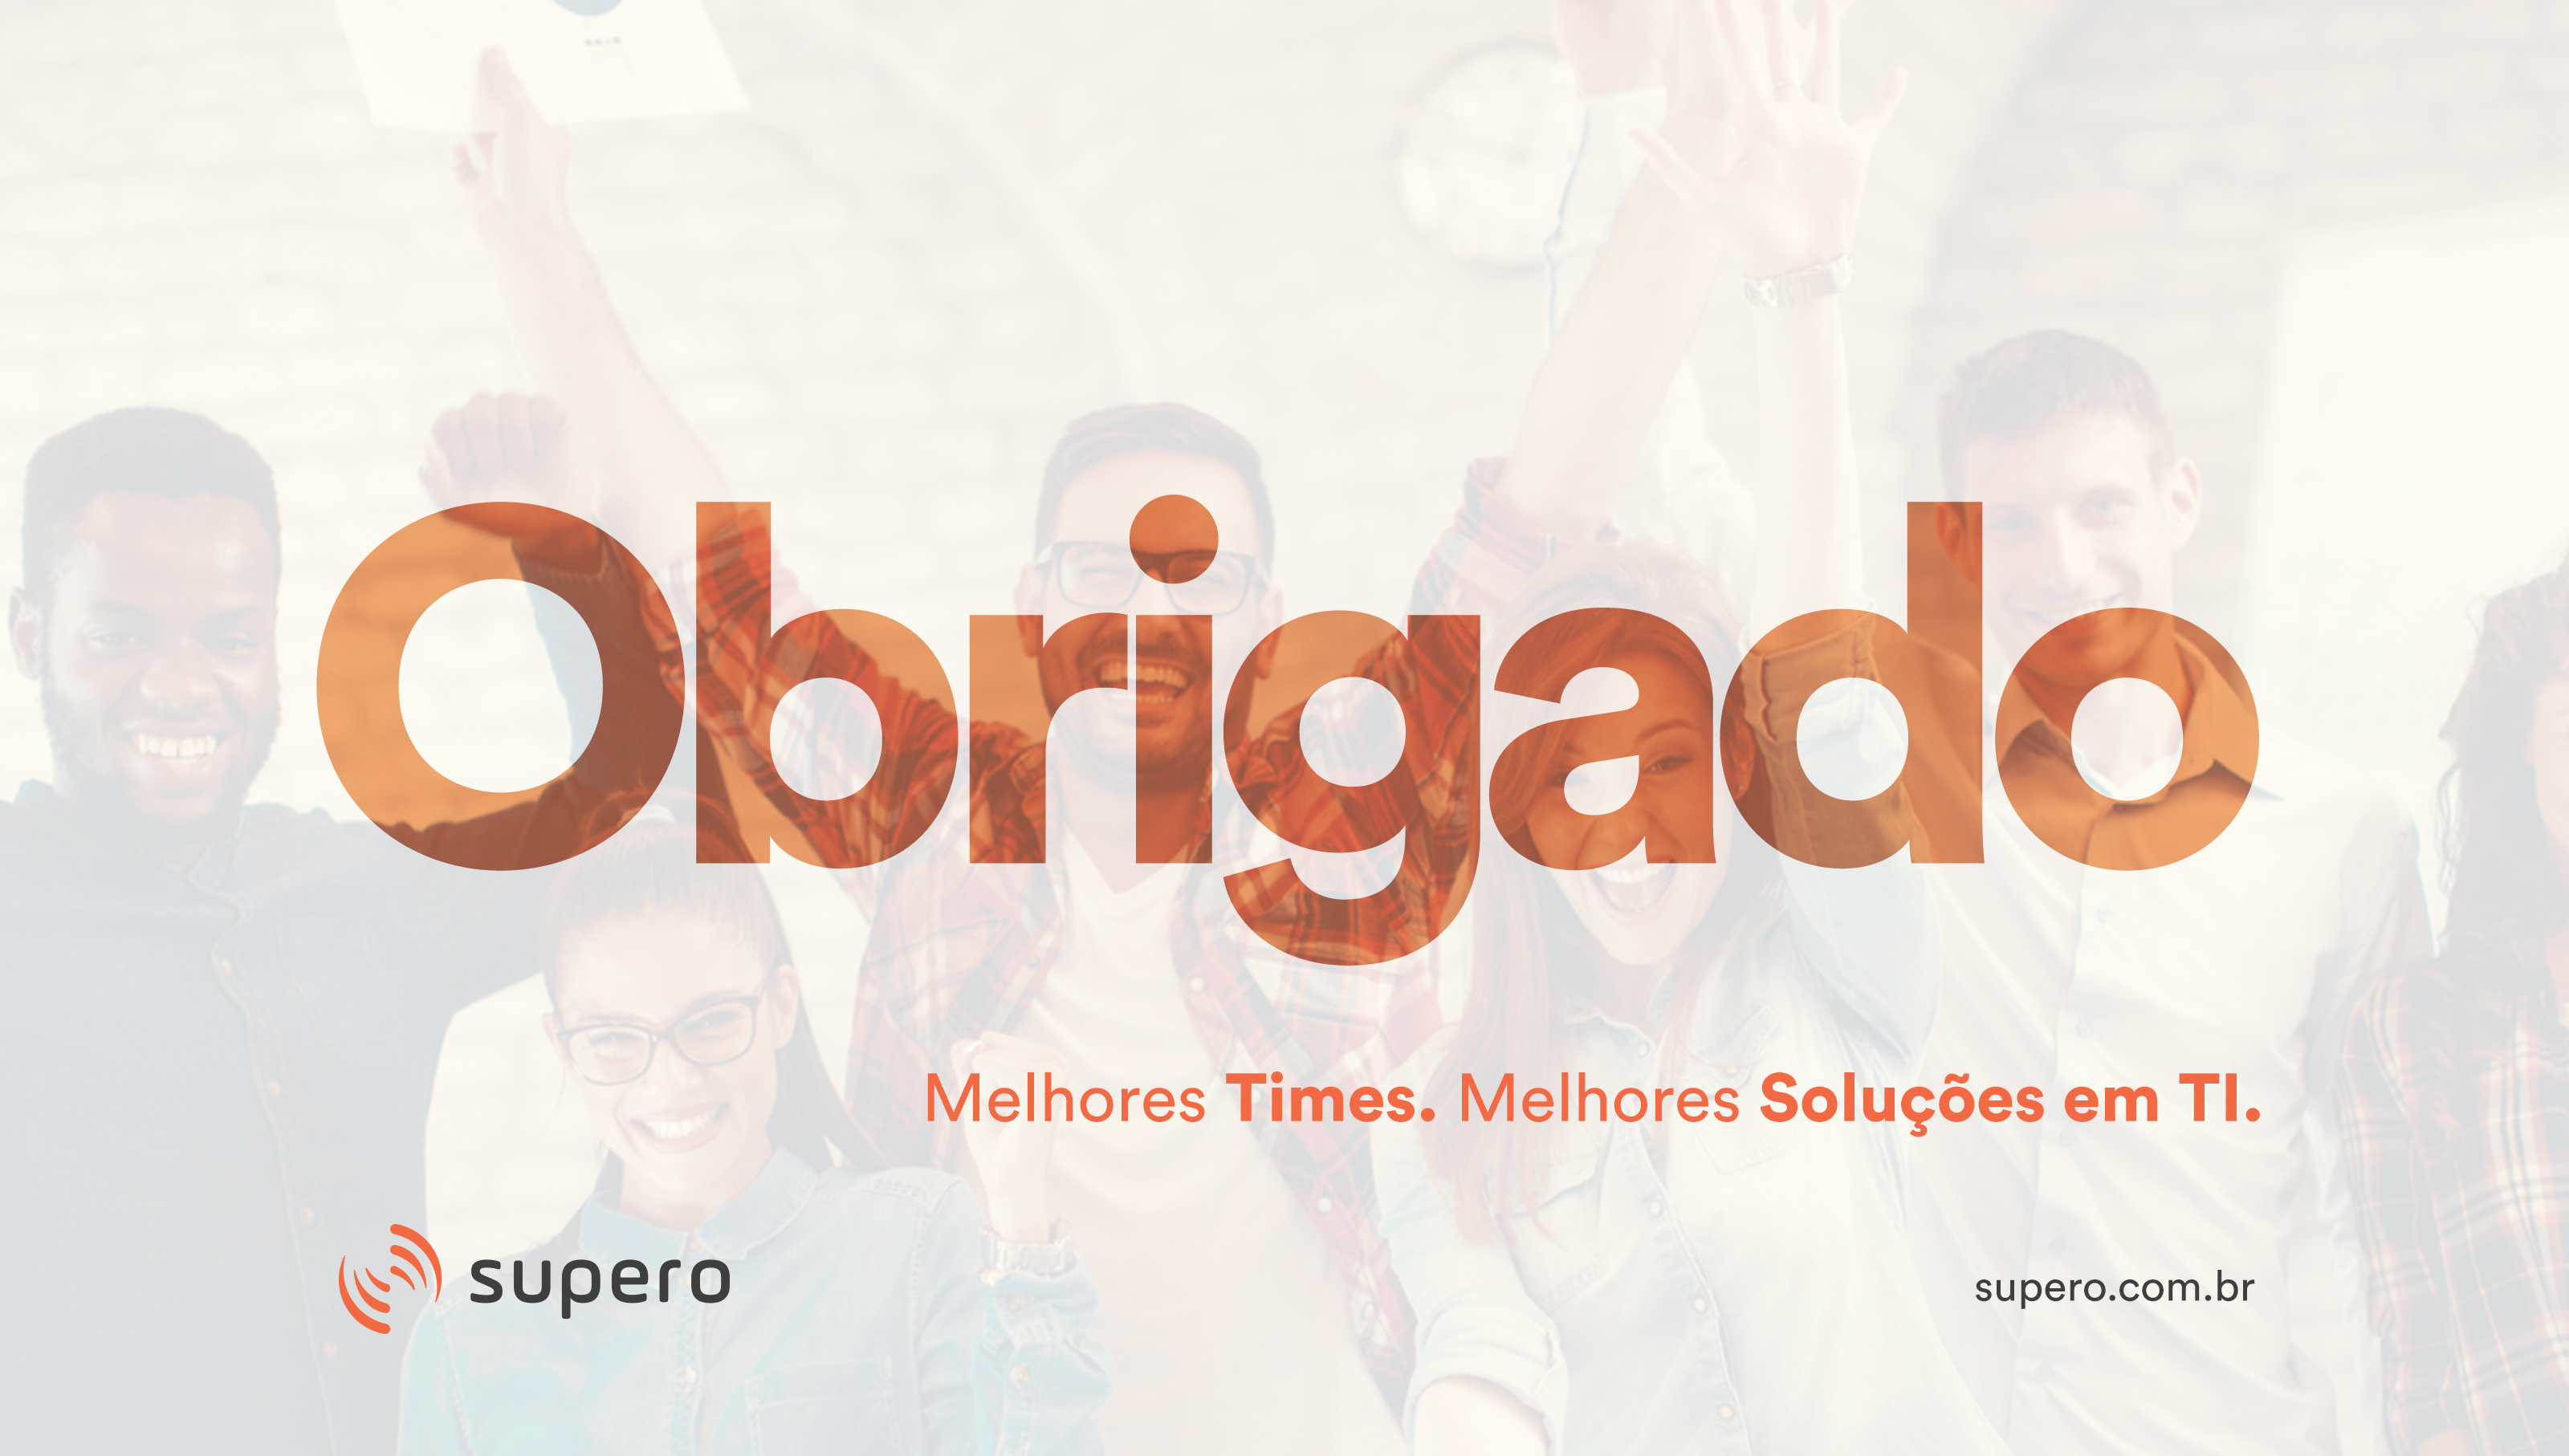 Obrigado
Melhores Times. Melhores Soluções em TI.
supero
supero.com.br